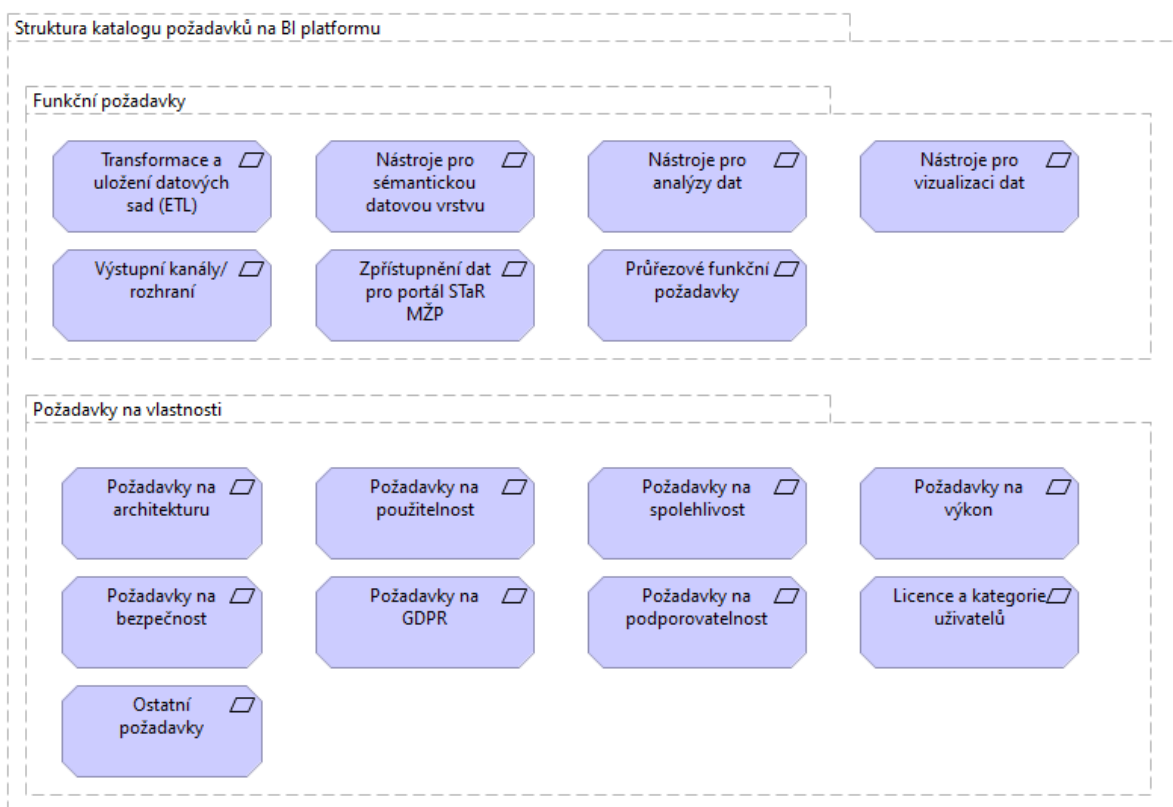 Struktura katalogu požadavků na BI platformu
Funkční požadavky
Transformace a
uložení datových
sad (ETL)
Nástroje pro
sémantickou
datovou vrstvu
Nástroje pro
analýzy dat
Nástroje pro
vizualizaci dat
Výstupní kanály/
rozhraní
Zpřístupnění dat
pro portál STaR
MŽP
Průřezové funkční
požadavky
Požadavky na vlastnosti
Požadavky na
architekturu
Požadavky na
použitelnost
Požadavky na
spolehlivost
Požadavky na
výkon
Požadavky na
bezpečnost
Požadavky na
GDPR
Požadavky na
podporovatelnost
Licence a kategorie
uživatelů
Ostatní
požadavky